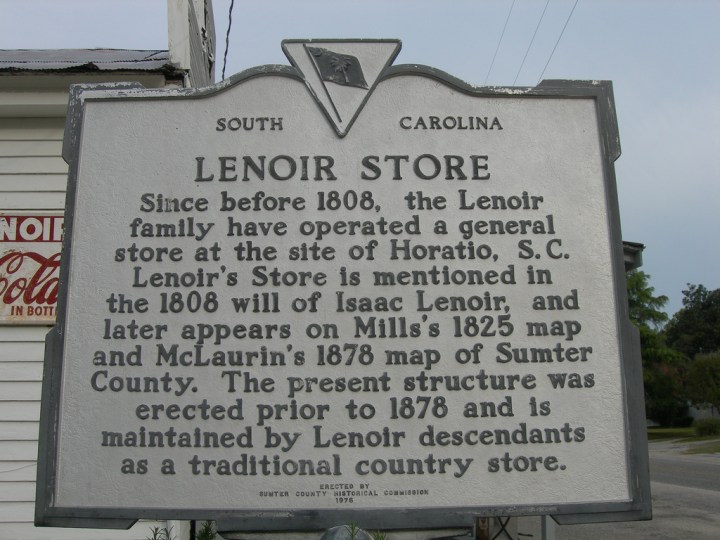 SOUTH CAROLINA
LENOIR STORE
Since before 1808, the Lenoir
family have operated a general
store at the site of Horatio, S.C.
Lenoir's Store is mentioned in
the 1808 will of Isaac Lenoir, and
later appears on Mills's 1825 map
and McLaurin's 1878 map of Sumter
County. The present structure was
erected prior to 1878 and is
maintained by Lenoir descendants
as a traditional country store.
ERECTED BY
SUMTER COUNTY HISTORICAL COMMISSION
1976
NOIR
Cola
IN BOTT